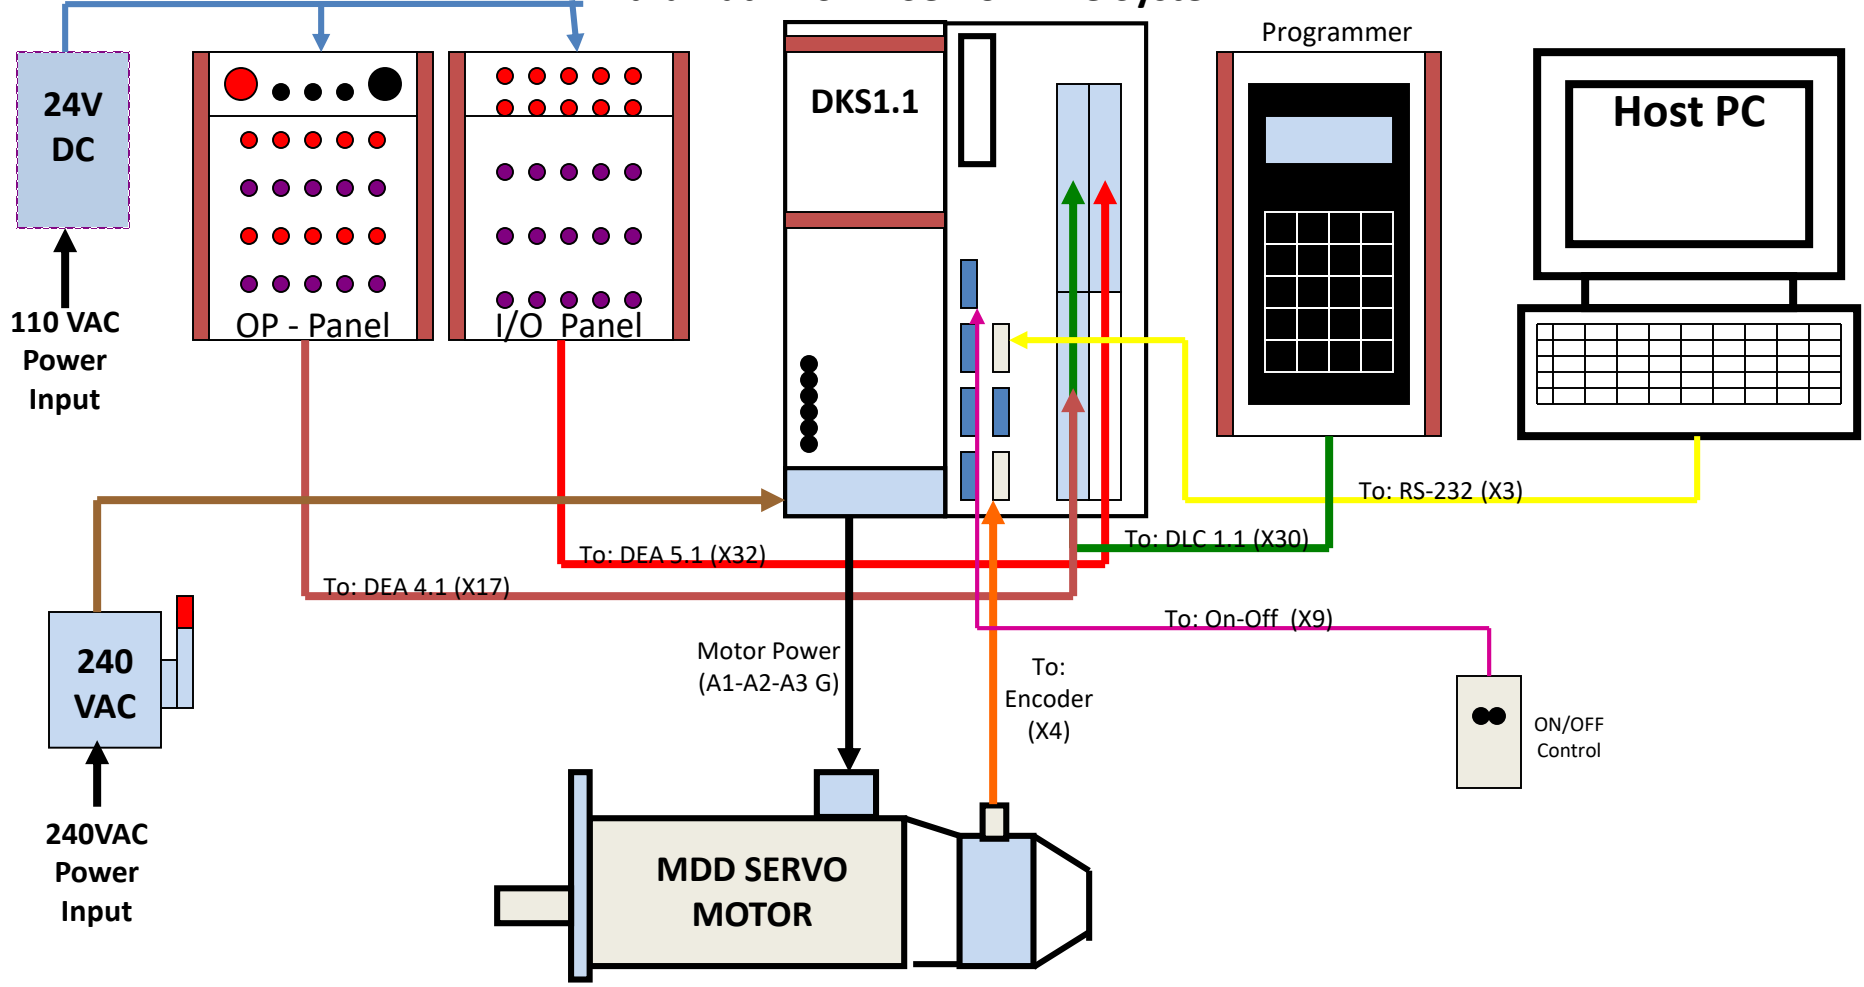 Programmer
24V
DC
DKS1.1
Host PC
OP - Panel
I/O Panel
110 VAC
Power
Input
To: RS-232 (X3)
To: DLC 1.1 (X30)
To: DEA 5.1 (X32)
To: DEA 4.1 (X17)
To: On-Off (X9)
240
VAC
Motor Power
(A1-A2-A3 G)
To:
Encoder
(X4)
ON/OFF
Control
240VAC
Power
Input
MDD SERVO
MOTOR